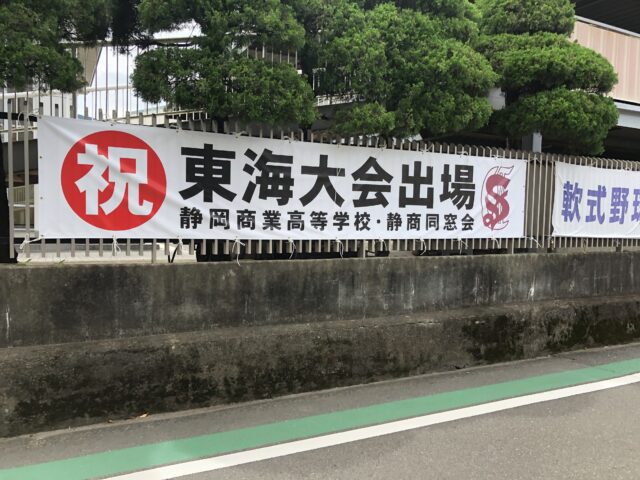 祝 東海大会出場
静岡商業高等学校・静商同窓会
S
軟式野球